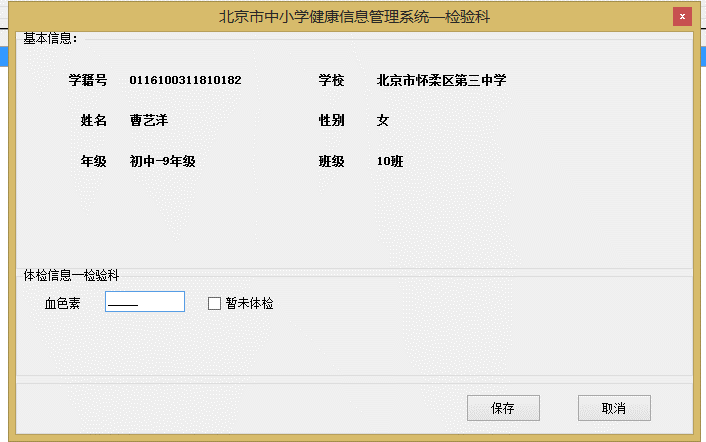 北京市中小学健康信息管理系统—检验科
x
基本信息:
学籍号 0116100311810182 学校 北京市怀柔区第三中学
姓名 曹艺洋 性别 女
年级 初中-9年级 班级 10班
体检信息—检验科
血色素 _____ 暂未体检
保存 取消